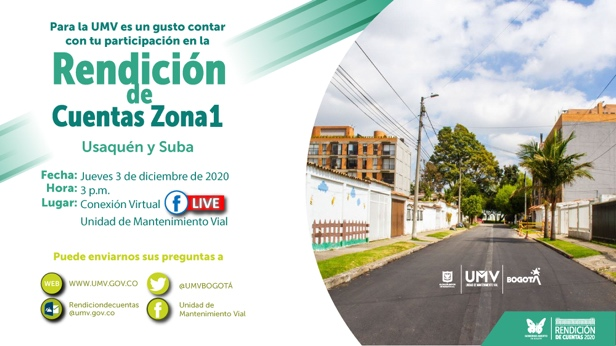 Para la UMV es un gusto contar
con tu participación en la
Rendición
de
Cuentas Zona1
Usaquén y Suba
Fecha: Jueves 3 de diciembre de 2020
Hora: 3 p.m.
Lugar: Conexión Virtual LIVE
Unidad de Mantenimiento Vial
Puede enviarnos sus preguntas a
WEB WWW.UMV.GOV.CO
@UMVBOGOTÁ
Rendiciondecuentas
@umv.gov.co
Unidad de
Mantenimiento Vial
UMV
BOGOTÁ
RENDICIÓN
DE CUENTAS 2020